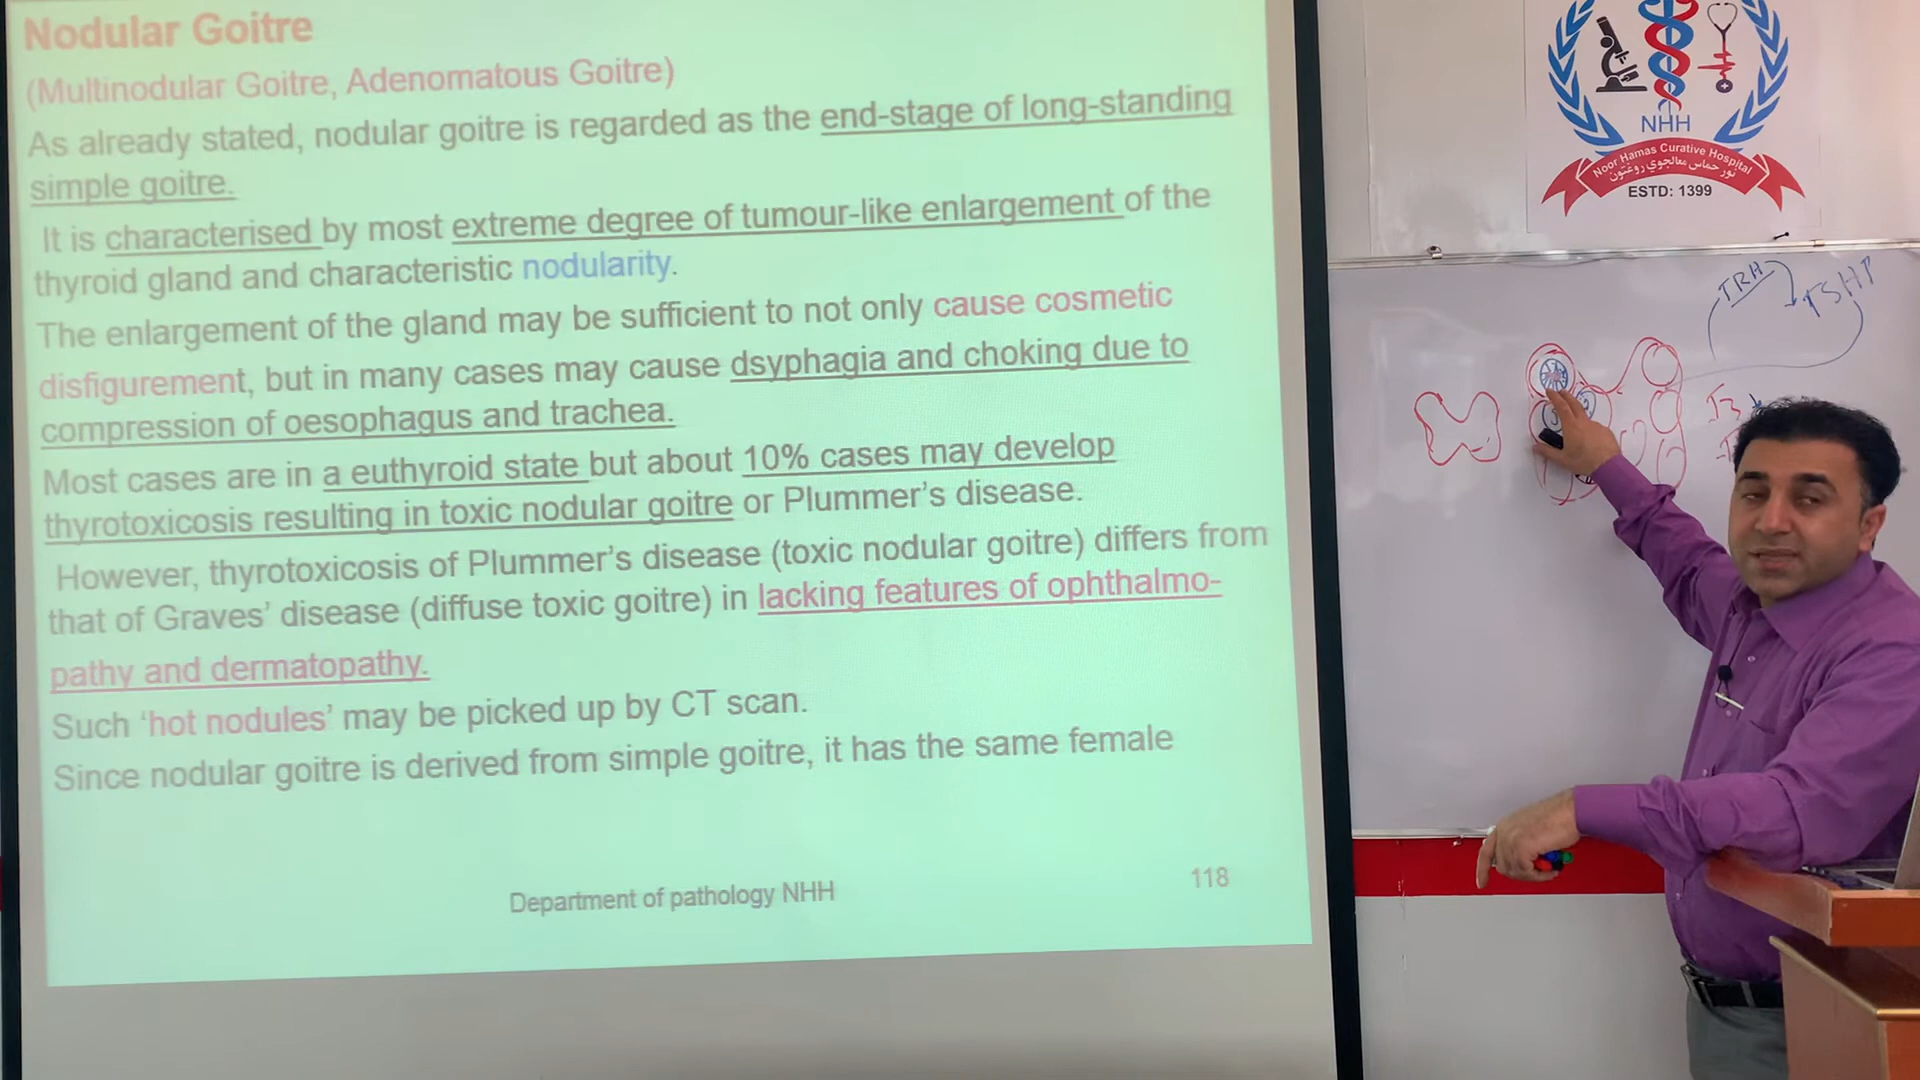 Nodular Goitre
(Multinodular Goitre, Adenomatous Goitre)
As already stated, nodular goitre is regarded as the end-stage of long-standing
simple goitre.
It is characterised by most extreme degree of tumour-like enlargement of the
thyroid gland and characteristic nodularity.
The enlargement of the gland may be sufficient to not only cause cosmetic
disfigurement, but in many cases may cause dsyphagia and choking due to
compression of oesophagus and trachea.
Most cases are in a euthyroid state but about 10% cases may develop
thyrotoxicosis resulting in toxic nodular goitre or Plummer's disease.
However, thyrotoxicosis of Plummer's disease (toxic nodular goitre) differs from
that of Graves' disease (diffuse toxic goitre) in lacking features of ophthalmo-
pathy and dermatopathy.
Such 'hot nodules' may be picked up by CT scan.
Since nodular goitre is derived from simple goitre, it has the same female
Department of pathology NHH
118
NHH
Noor Hamas Curative Hospital
نور حماس معالجوي روغتون
ESTD: 1399
TRH
TSH
T3